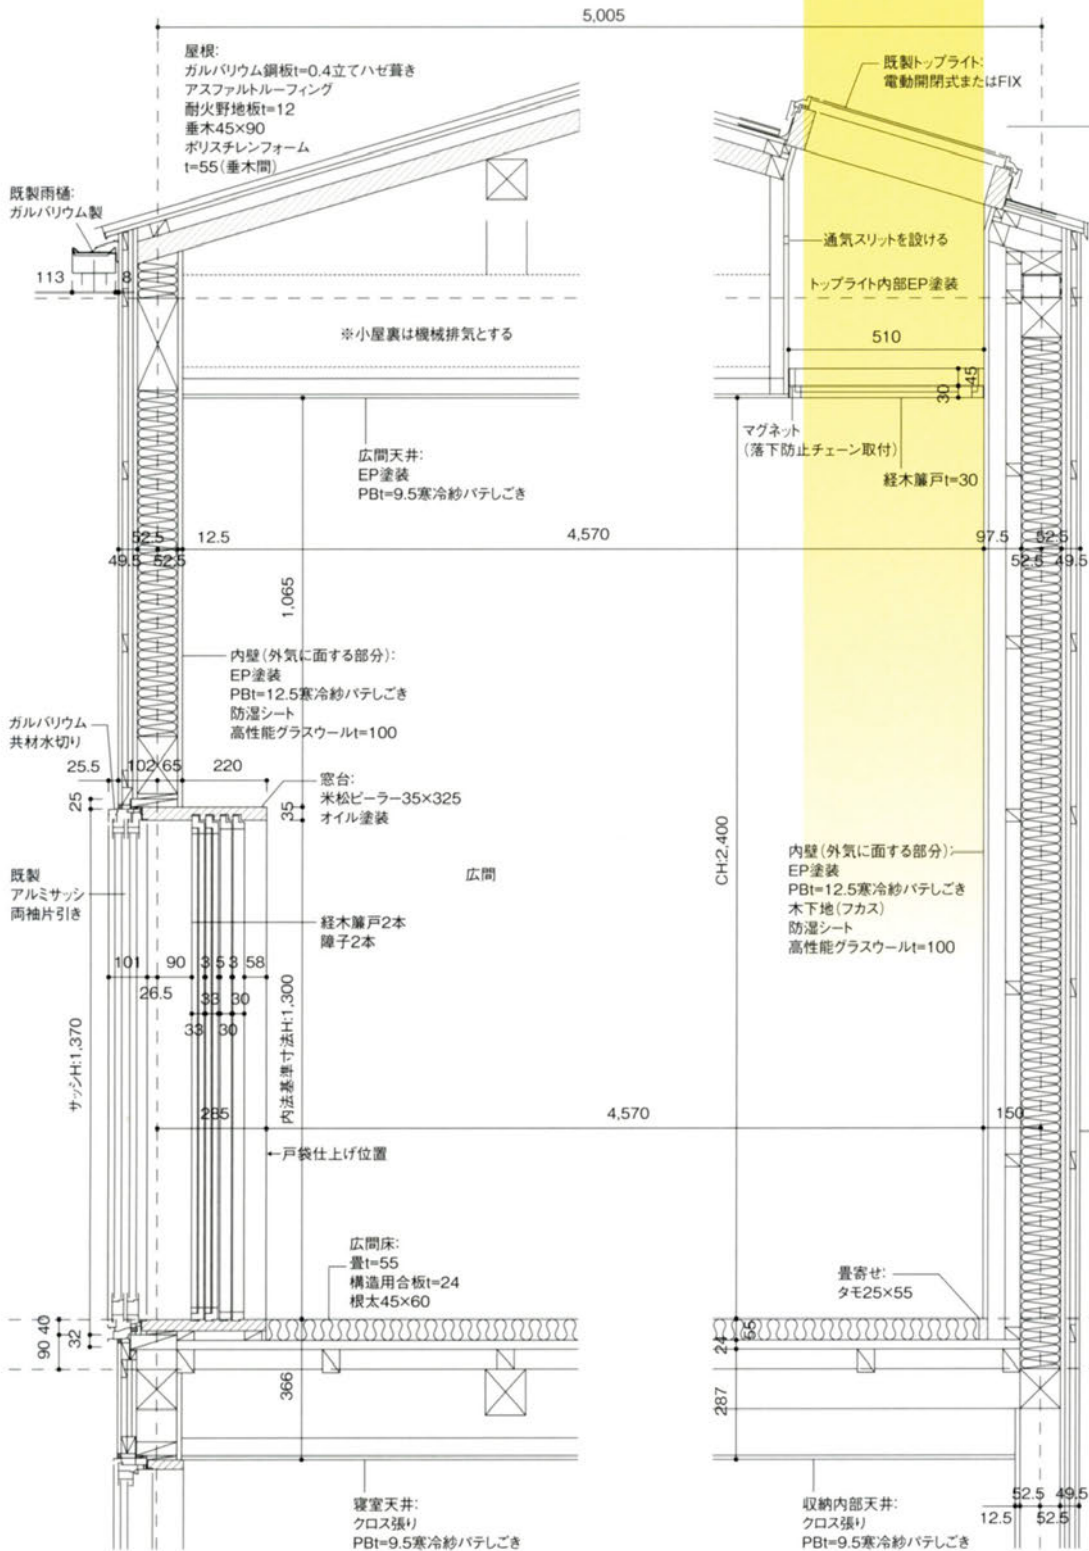 5,005
屋根:
ガルバリウム鋼板t=0.4立てハゼ葺き
アスファルトルーフィング
耐火野地板t=12
垂木45×90
ポリスチレンフォーム
t=55(垂木間)
既製トップライト:
電動開閉式またはFIX
既製雨樋:
ガルバリウム製
113
8
通気スリットを設ける
トップライト内部EP塗装
※小屋裏は機械排気とする
510
45
30
マグネット
(落下防止チェーン取付)
経木簾戸t=30
広間天井:
EP塗装
PBt=9.5寒冷紗パテしごき
52.5
12.5
4,570
97.5
52.5
49.5
52.5
52.5
49.5
1,065
内壁(外気に面する部分):
EP塗装
PBt=12.5寒冷紗パテしごき
防湿シート
高性能グラスウールt=100
ガルバリウム
共材水切り
25.5
102
65
220
25
窓台:
米松ピーラー35×325
オイル塗装
35
CH:2,400
広間
内壁(外気に面する部分):
EP塗装
PBt=12.5寒冷紗パテしごき
木下地(フカス)
防湿シート
高性能グラスウールt=100
既製
アルミサッシ
両袖片引き
経木簾戸2本
障子2本
101
90
3
5
3
58
26.5
33
30
33
30
サッシH:1,370
内法基準寸法H:1,300
285
4,570
150
戸袋仕上げ位置
広間床:
畳t=55
構造用合板t=24
根太45×60
畳寄せ:
タモ25×55
40
90
32
55
24
366
287
寝室天井:
クロス張り
PBt=9.5寒冷紗パテしごき
収納内部天井:
クロス張り
PBt=9.5寒冷紗パテしごき
52.5
49.5
12.5
52.5